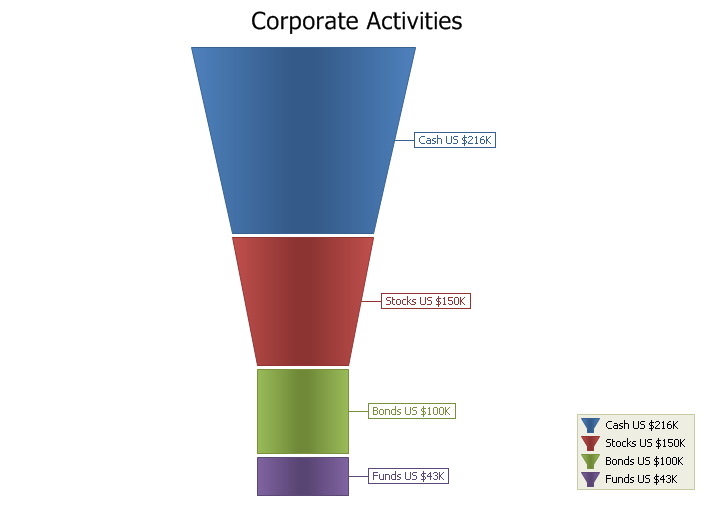 Corporate Activities
Cash US $216K
Stocks US $150K
Bonds US $100K
Funds US $43K
Cash US $216K
Stocks US $150K
Bonds US $100K
Funds US $43K